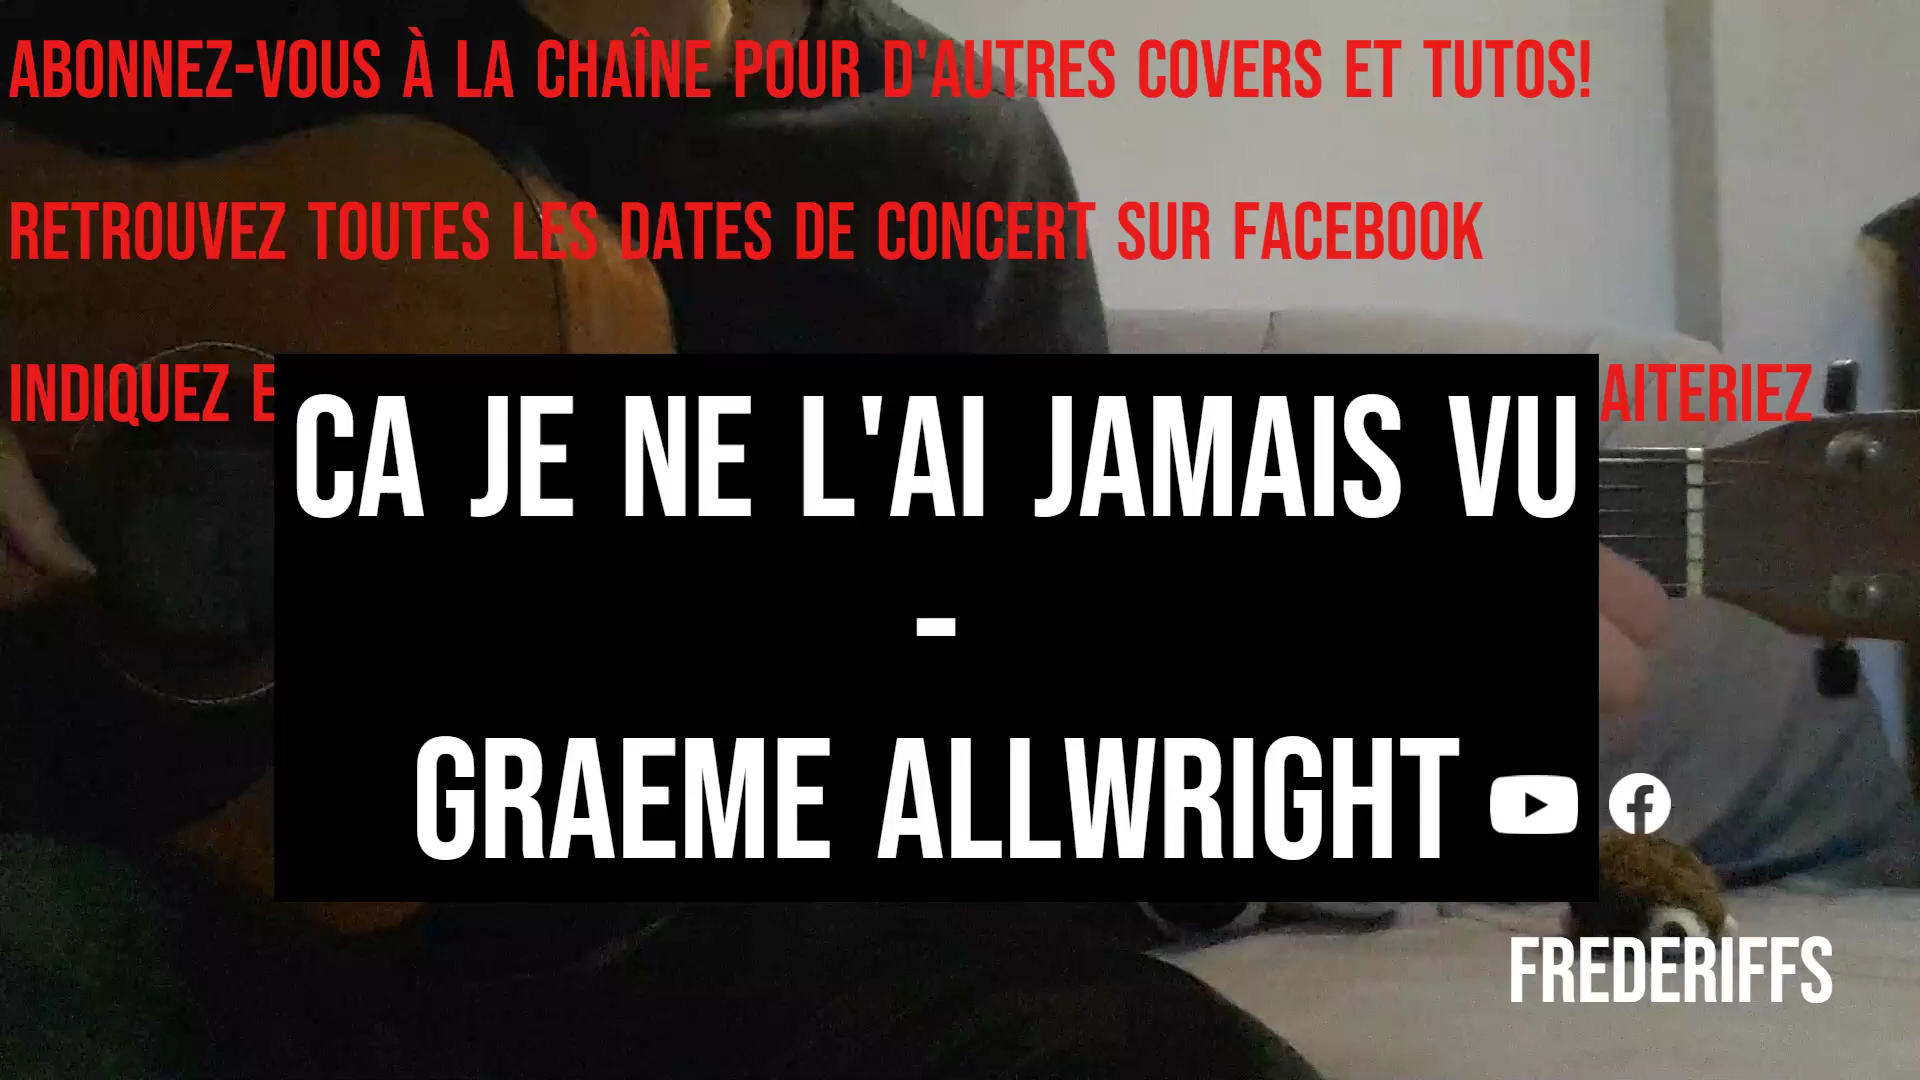 ABONNEZ-VOUS À LA CHAÎNE POUR D'AUTRES COVERS ET TUTOS!
RETROUVEZ TOUTES LES DATES DE CONCERT SUR FACEBOOK
INDIQUEZ
CA JE NE L'AI JAMAIS VU
-
GRAEME ALLWRIGHT
FREDERIFFS